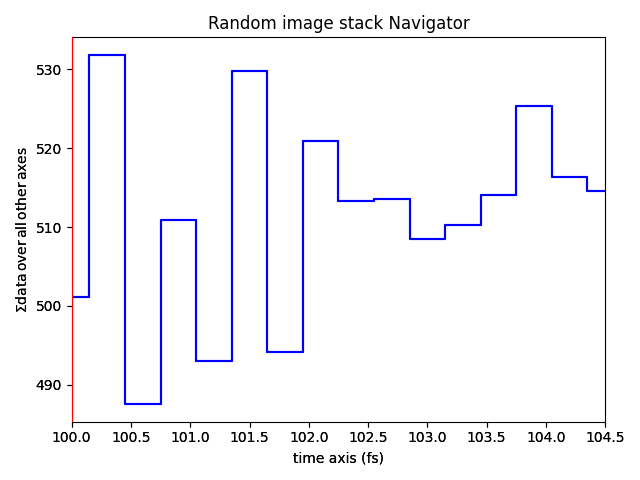 Random image stack Navigator
Σdata over all other axes
530
520
510
500
490
100.0 100.5 101.0 101.5 102.0 102.5 103.0 103.5 104.0 104.5
time axis (fs)